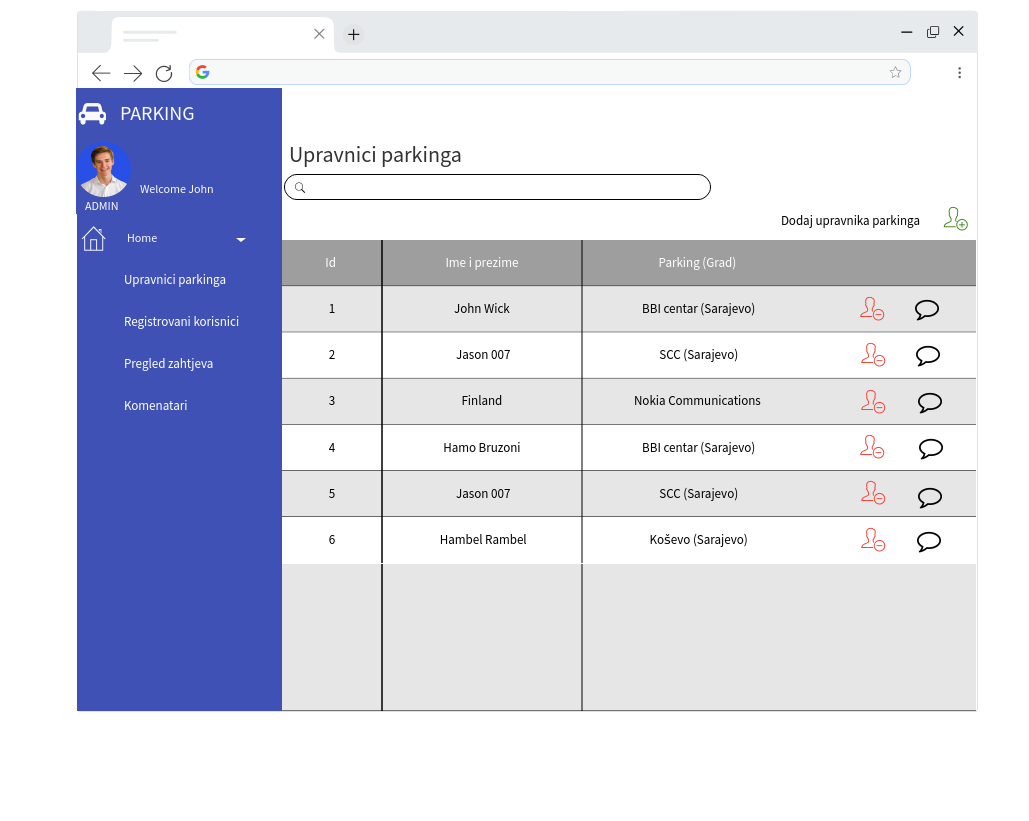 PARKING
Welcome John
ADMIN
Home
Upravnici parkinga
Registrovani korisnici
Pregled zahtjeva
Komenatari
Upravnici parkinga
Dodaj upravnika parkinga
Id Ime i prezime Parking (Grad)
1 John Wick BBI centar (Sarajevo)
2 Jason 007 SCC (Sarajevo)
3 Finland Nokia Communications
4 Hamo Bruzoni BBI centar (Sarajevo)
5 Jason 007 SCC (Sarajevo)
6 Hambel Rambel Koševo (Sarajevo)